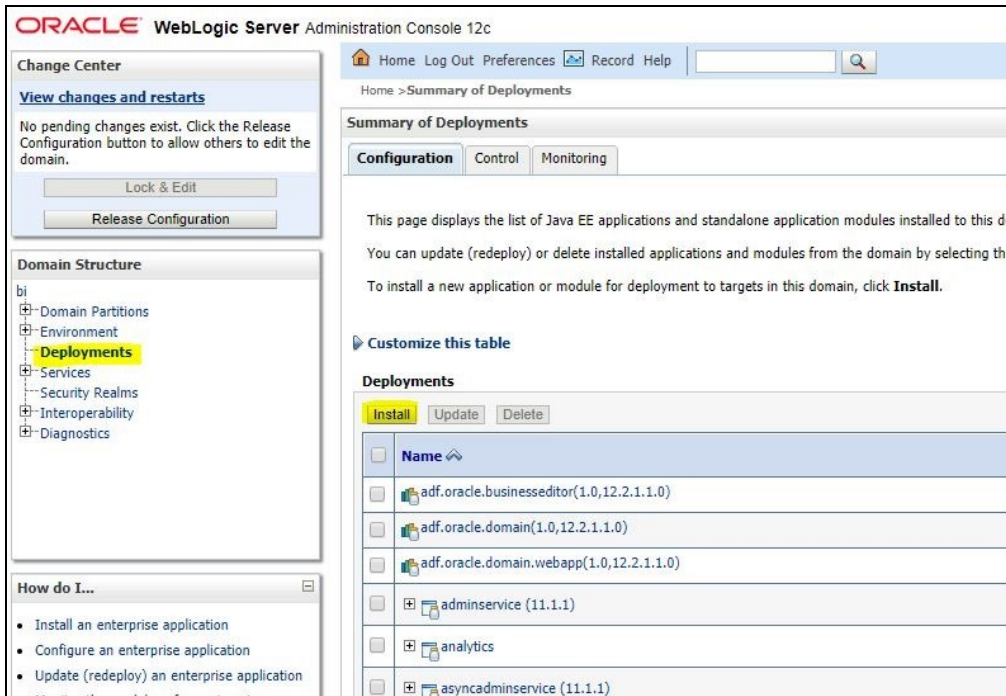 ORACLE WebLogic Server Administration Console 12c
Change Center
View changes and restarts
No pending changes exist. Click the Release
Configuration button to allow others to edit the
domain.
Lock & Edit
Release Configuration
Domain Structure
bi
Domain Partitions
Environment
Deployments
Services
Security Realms
Interoperability
Diagnostics
How do I...
Install an enterprise application
Configure an enterprise application
Update (redeploy) an enterprise application
Home Log Out Preferences Record Help
Home >Summary of Deployments
Summary of Deployments
Configuration Control Monitoring
This page displays the list of Java EE applications and standalone application modules installed to this
You can update (redeploy) or delete installed applications and modules from the domain by selecting
To install a new application or module for deployment to targets in this domain, click Install.
Customize this table
Deployments
Install Update Delete
Name
adf.oracle.businesseditor(1.0,12.2.1.1.0)
adf.oracle.domain(1.0,12.2.1.1.0)
adf.oracle.domain.webapp(1.0,12.2.1.1.0)
adminservice (11.1.1)
analytics
asyncadminservice (11.1.1)